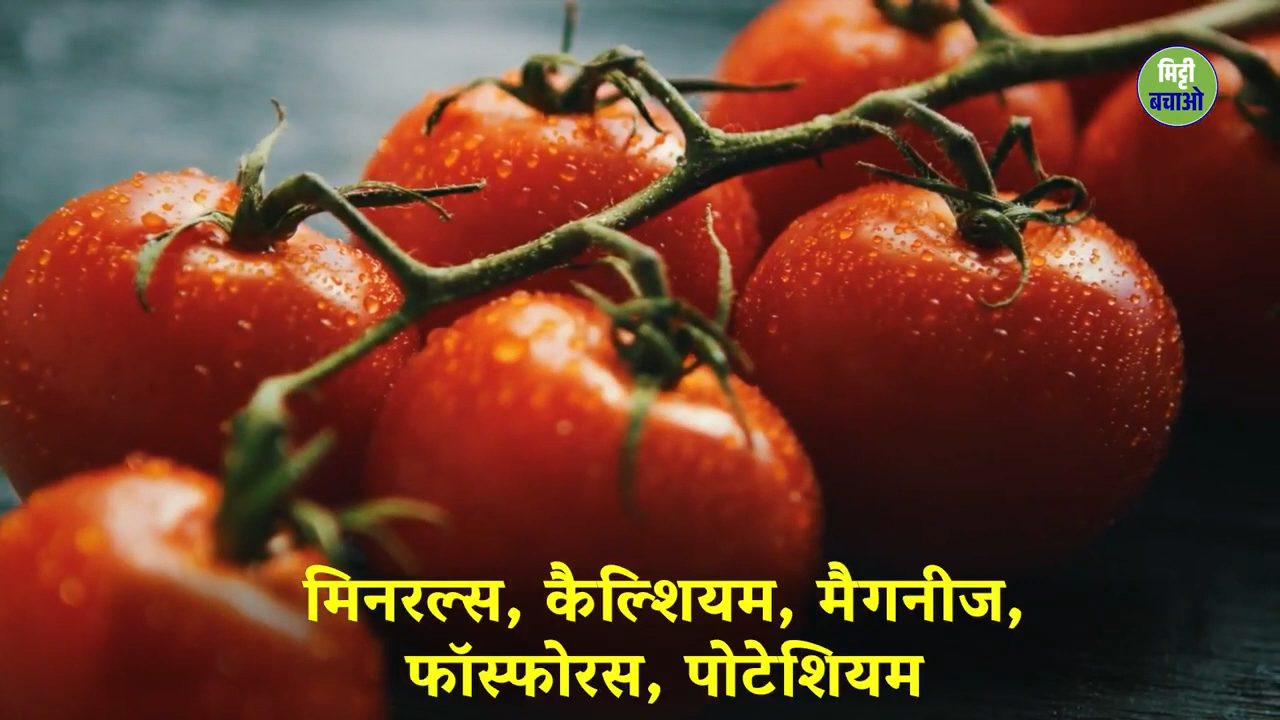 मिट्टी
बचाओ
मिनरल्स, कैल्शियम, मैगनीज,
फॉस्फोरस, पोटेशियम